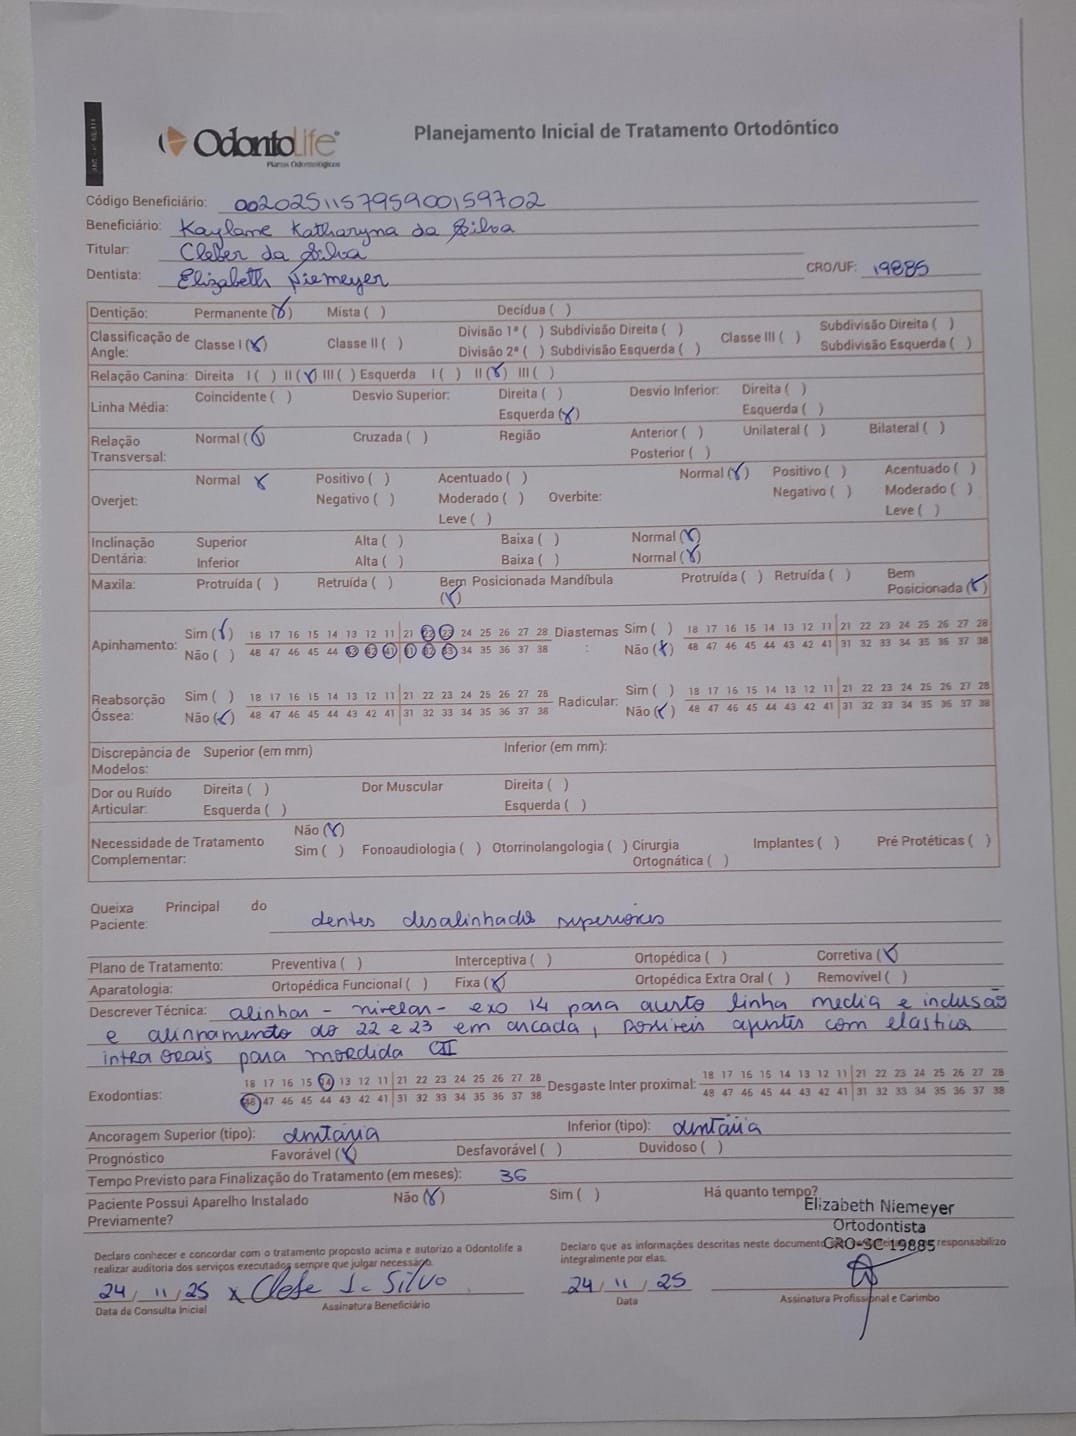 OdontoLife
Planos Odontológicos
Planejamento Inicial de Tratamento Ortodôntico
Código Beneficiário: 00202511579590015 9702
Beneficiário: Kaylane Katharyna da Silva
Titular: Cleber da Silva
Dentista: Elizabeth Niemeyer CRO/UF: 19885
Dentição: Permanente (X) Mista ( ) Decídua ( )
Classificação de Angle: Classe I (X) Classe II ( ) Divisão 1ª ( ) Subdivisão Direita ( ) Divisão 2ª ( ) Subdivisão Esquerda ( ) Classe III ( ) Subdivisão Direita ( ) Subdivisão Esquerda ( )
Relação Canina: Direita I ( ) II (X) III ( ) Esquerda I ( ) II (X) III ( )
Linha Média: Coincidente ( ) Desvio Superior: Direita ( ) Esquerda (X) Desvio Inferior: Direita ( ) Esquerda ( )
Relação Transversal: Normal (X) Cruzada ( ) Região Anterior ( ) Posterior ( ) Unilateral ( ) Bilateral ( )
Overjet: Normal X Positivo ( ) Negativo ( ) Acentuado ( ) Moderado ( ) Leve ( ) Overbite: Normal (X) Positivo ( ) Negativo ( ) Acentuado ( ) Moderado ( ) Leve ( )
Inclinação Dentária: Superior Alta ( ) Baixa ( ) Normal (X)
Inferior Alta ( ) Baixa ( ) Normal (X)
Maxila: Protruída ( ) Retruída ( ) Bem Posicionada (X) Mandíbula Protruída ( ) Retruída ( ) Bem Posicionada (X)
Apinhamento: Sim (X) 18 17 16 15 14 13 12 11 21 22 23 24 25 26 27 28 Diastemas: Sim ( ) 18 17 16 15 14 13 12 11 21 22 23 24 25 26 27 28
Não ( ) 48 47 46 45 44 43 42 41 31 32 33 34 35 36 37 38 Não (X) 48 47 46 45 44 43 42 41 31 32 33 34 35 36 37 38
Reabsorção Óssea: Sim ( ) 18 17 16 15 14 13 12 11 21 22 23 24 25 26 27 28 Radicular: Sim ( ) 18 17 16 15 14 13 12 11 21 22 23 24 25 26 27 28
Não (X) 48 47 46 45 44 43 42 41 31 32 33 34 35 36 37 38 Não (X) 48 47 46 45 44 43 42 41 31 32 33 34 35 36 37 38
Discrepância de Modelos: Superior (em mm) Inferior (em mm):
Dor ou Ruído Articular: Direita ( ) Esquerda ( ) Dor Muscular Direita ( ) Esquerda ( )
Necessidade de Tratamento Complementar: Não (X)
Sim ( ) Fonoaudiologia ( ) Otorrinolangologia ( ) Cirurgia Ortognática ( ) Implantes ( ) Pré Protéticas ( )
Queixa Principal do Paciente: dentes desalinhados superiores
Plano de Tratamento: Preventiva ( ) Interceptiva ( ) Ortopédica ( ) Corretiva (X)
Aparatologia: Ortopédica Funcional ( ) Fixa (X) Ortopédica Extra Oral ( ) Removível ( )
Descrever Técnica: alinhar - nivelar - exo 14 para acerto linha media e inclusão
e alinhamento do 22 e 23 em arcada, possíveis ajustes com elastico
intra orais para mordida CII
Exodontias: 18 17 16 15 14 13 12 11 21 22 23 24 25 26 27 28 Desgaste Inter proximal: 18 17 16 15 14 13 12 11 21 22 23 24 25 26 27 28
48 47 46 45 44 43 42 41 31 32 33 34 35 36 37 38 48 47 46 45 44 43 42 41 31 32 33 34 35 36 37 38
Ancoragem Superior (tipo): dentária Inferior (tipo): dentária
Prognóstico Favorável (X) Desfavorável ( ) Duvidoso ( )
Tempo Previsto para Finalização do Tratamento (em meses): 36
Paciente Possui Aparelho Instalado Previamente? Não (X) Sim ( ) Há quanto tempo?
Elizabeth Niemeyer
Ortodontista
CRO-SC 19885
Declaro conhecer e concordar com o tratamento proposto acima e autorizo a Odontolife a
realizar auditoria dos serviços executados sempre que julgar necessário.
Declaro que as informações descritas neste documento responsabilizo
integralmente por elas.
24/11/25 x Silva
Data da Consulta Inicial Assinatura Beneficiário
24/11/25
Data Assinatura Profissional e Carimbo